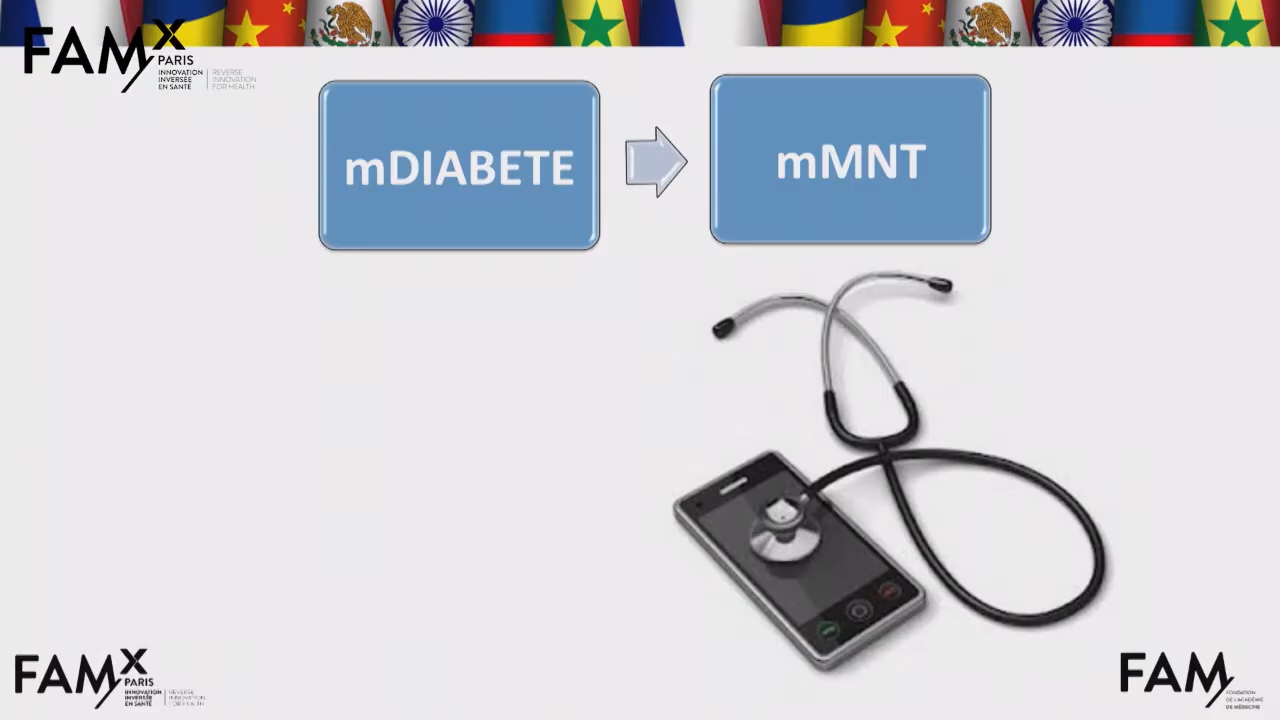 FAMX
PARIS
INNOVATION
INVERSÉE
EN SANTÉ
REVERSE
INNOVATION
FOR HEALTH
mDIABETE
mMNT
FAMX
PARIS
INNOVATION
INVERSÉE
EN SANTÉ
REVERSE
INNOVATION
FOR HEALTH
FAM
FONDATION
DE L'ACADÉMIE
DE MÉDECINE